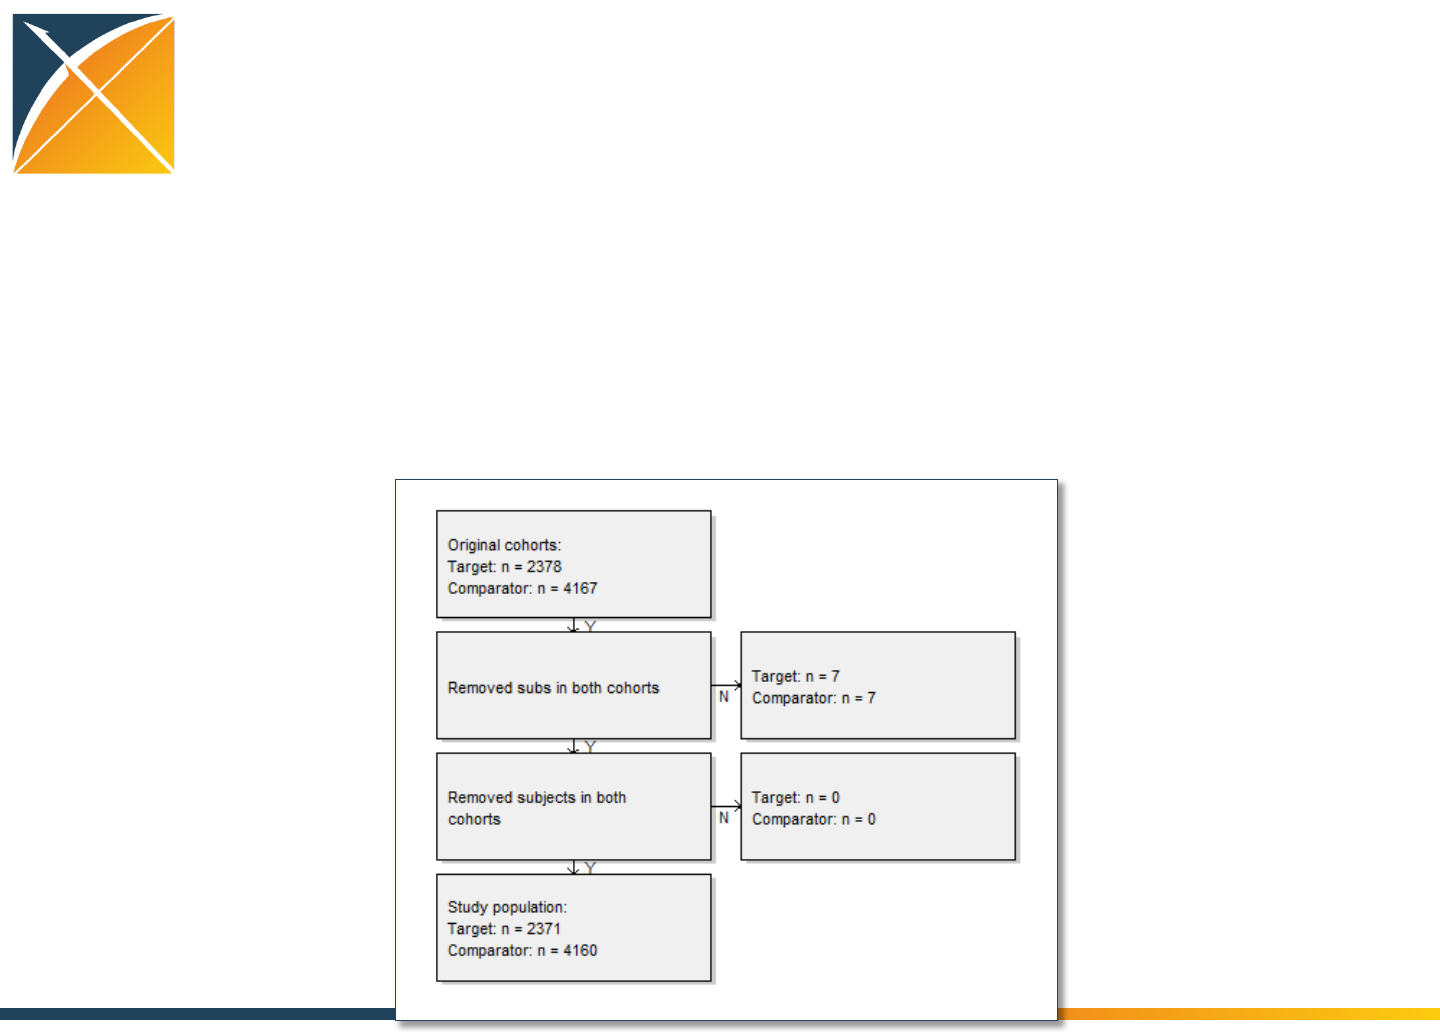 Original cohorts:
Target: n = 2378
Comparator: n = 4167
Y
Removed subs in both cohorts
N
Target: n = 7
Comparator: n = 7
Y
Removed subjects in both
cohorts
N
Target: n = 0
Comparator: n = 0
Y
Study population:
Target: n = 2371
Comparator: n = 4160